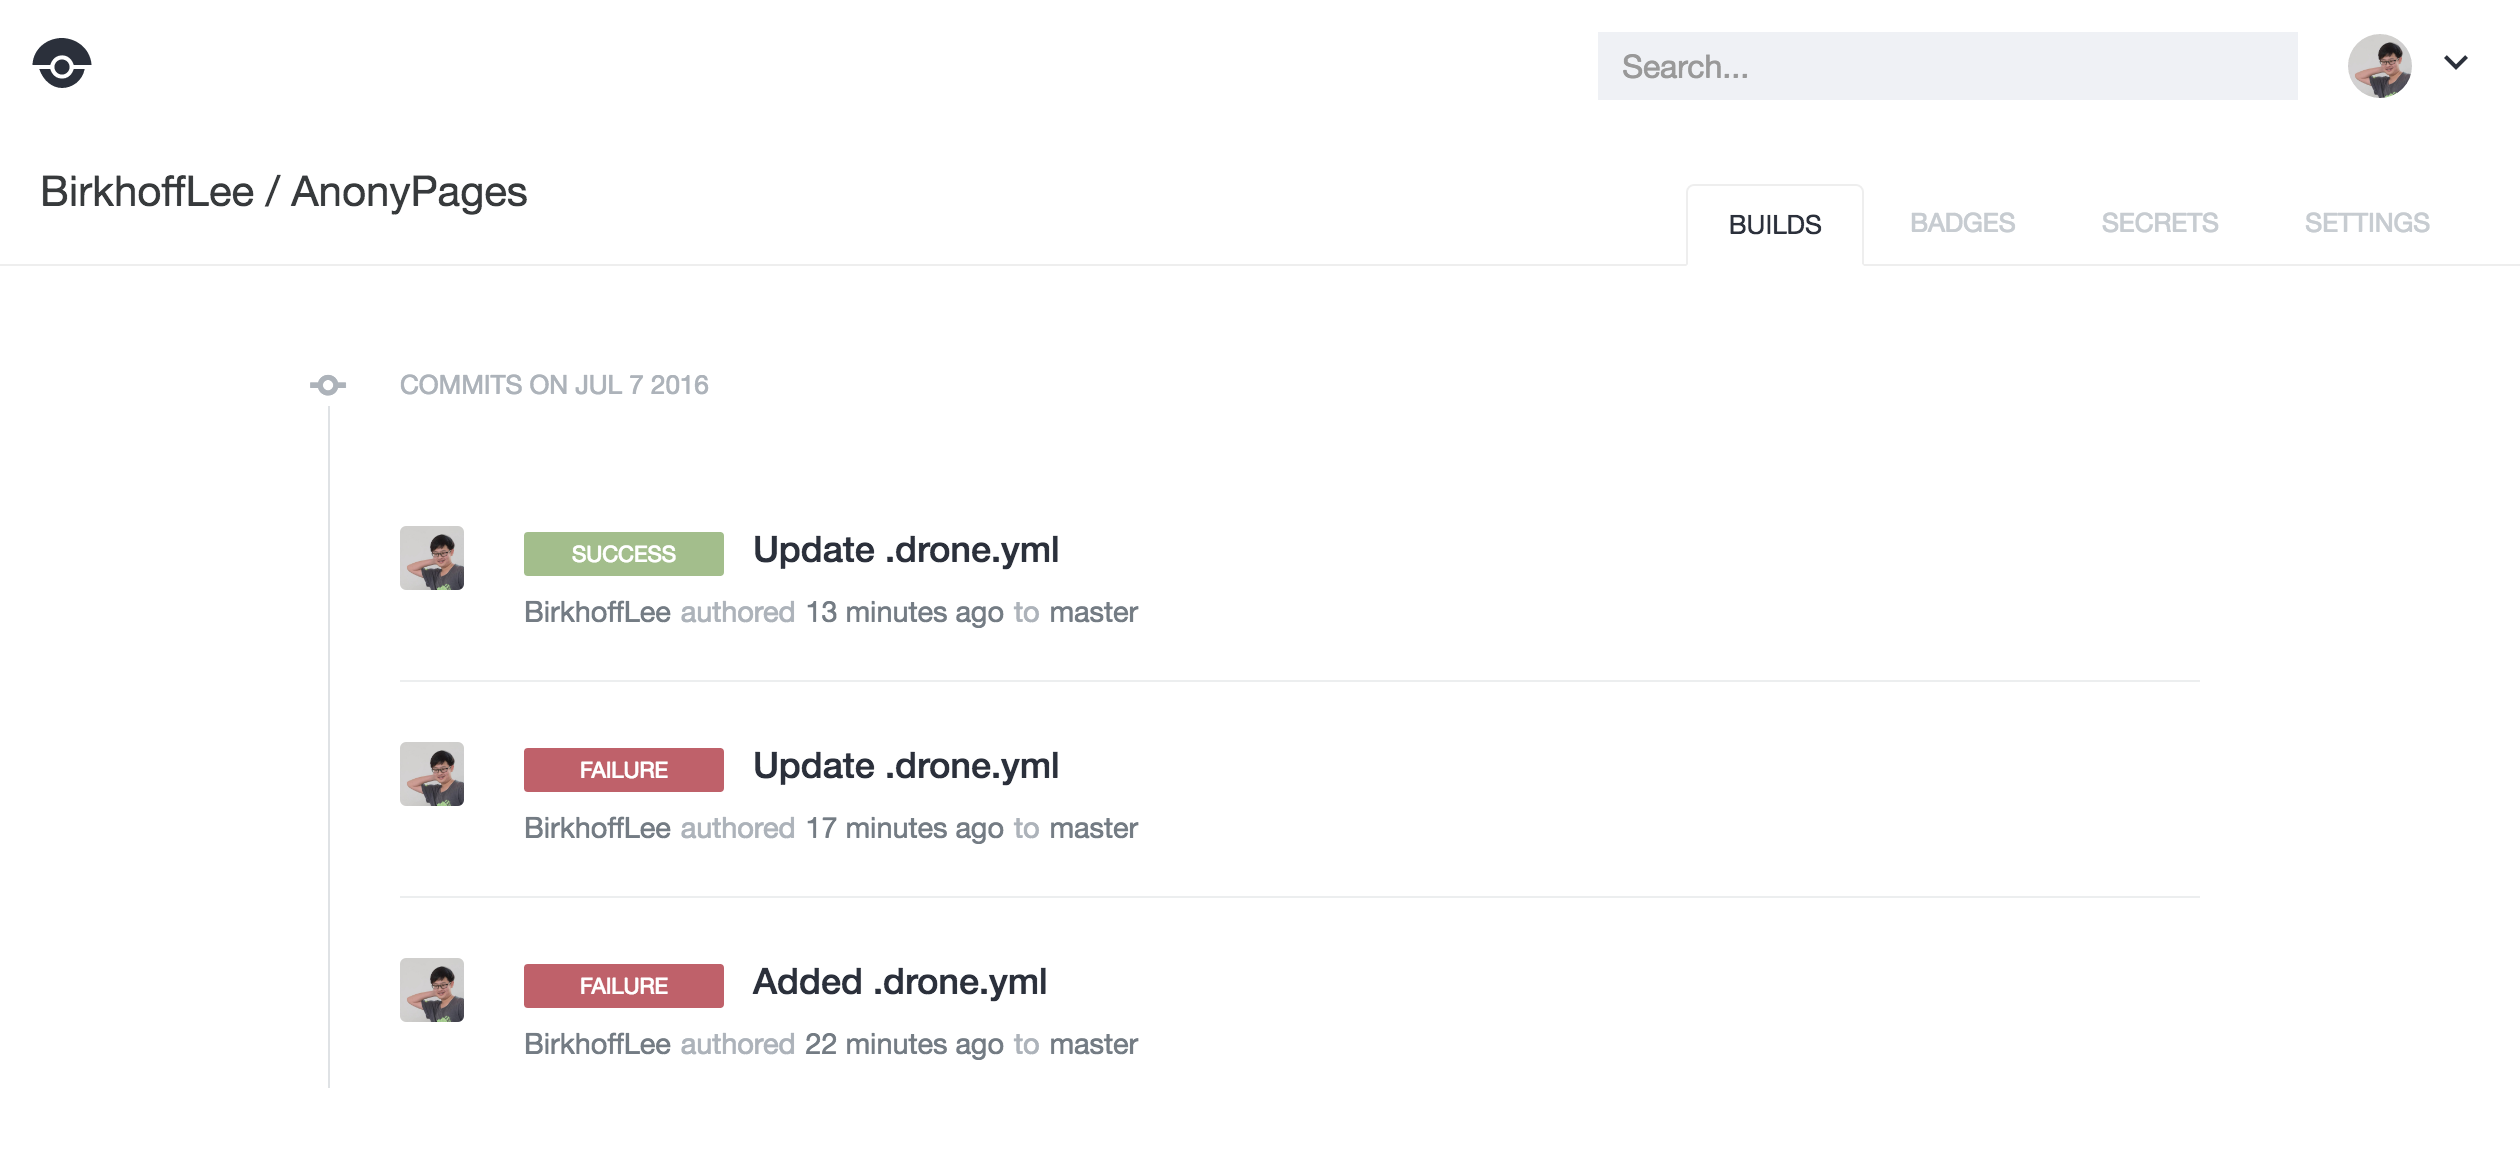 Search...
BirkhoffLee / AnonyPages
BUILDS BADGES SECRETS SETTINGS
COMMITS ON JUL 7 2016
SUCCESS Update .drone.yml
BirkhoffLee authored 13 minutes ago to master
FAILURE Update .drone.yml
BirkhoffLee authored 17 minutes ago to master
FAILURE Added .drone.yml
BirkhoffLee authored 22 minutes ago to master